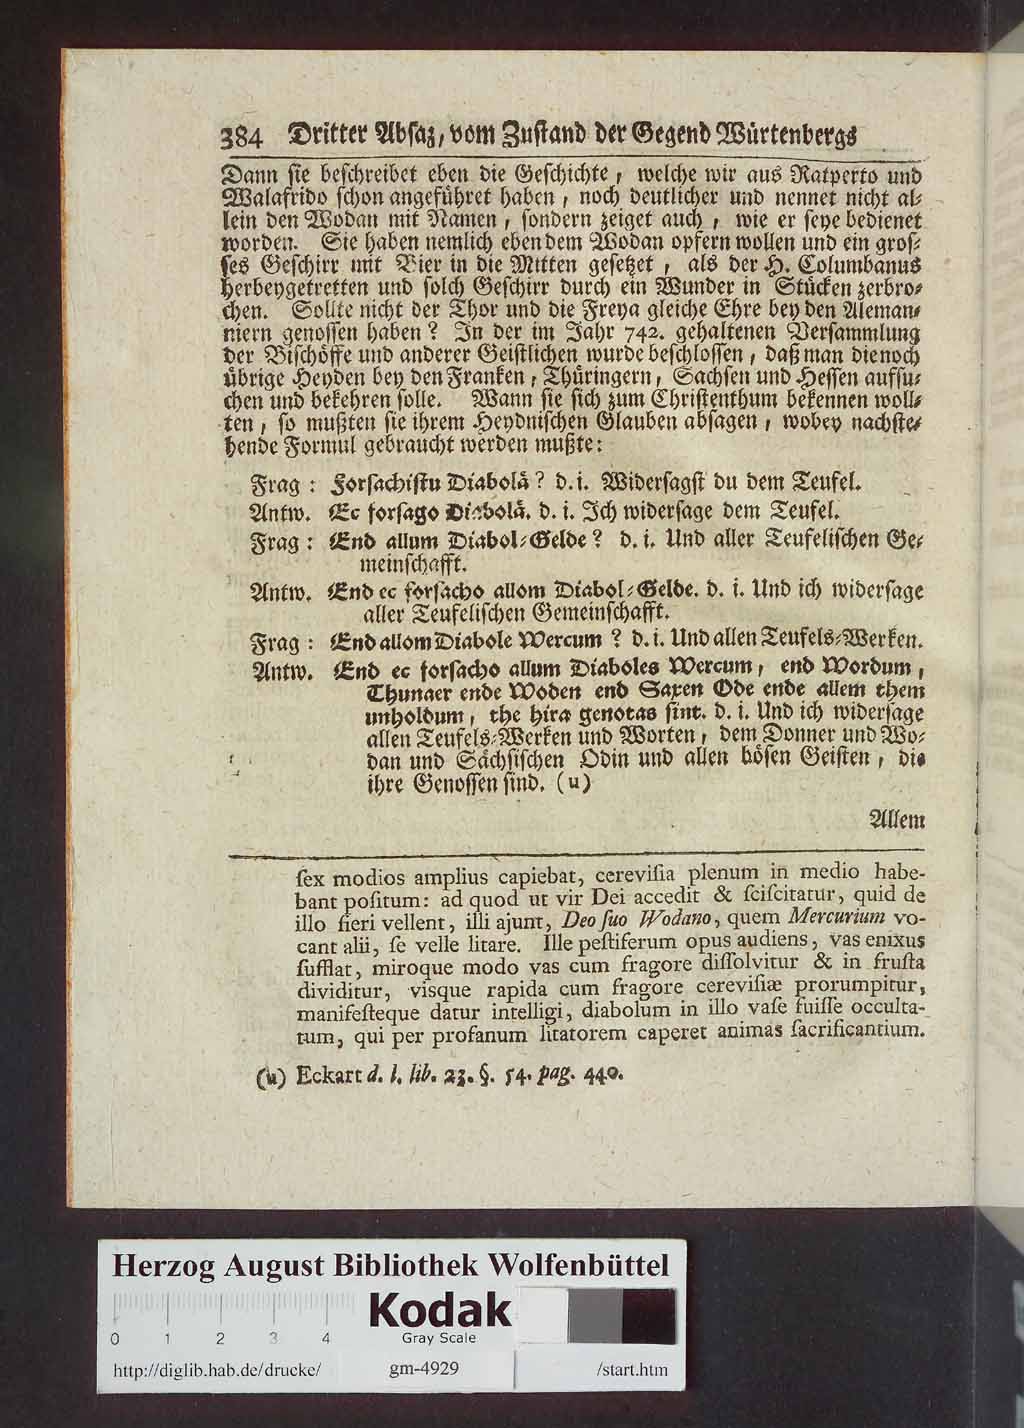 384 Dritter Absaz, vom Zustand der Gegend Würtenbergs
Dann sie beschreibet eben die Geschichte, welche wir aus Ratperto und
Walafrido schon angeführet haben, noch deutlicher und nennet nicht al-
lein den Wodan mit Namen, sondern zeiget auch, wie er seye bedienet
worden. Sie haben nemlich eben dem Wodan opfern wollen und ein gros-
ses Geschirr mit Bier in die Mitten gesetzet, als der H. Columbanus
herbeygetretten und solch Geschirr durch ein Wunder in Stücken zerbro-
chen. Sollte nicht der Thor und die Freya gleiche Ehre bey den Aleman-
niern genossen haben? In der im Jahr 742. gehaltenen Versammlung
der Bischöffe und anderer Geistlichen wurde beschlossen, daß man die noch
übrige Heyden bey den Franken, Thüringern, Sachsen und Hessen aufsu-
chen und bekehren solle. Wann sie sich zum Christenthum bekennen woll-
ten, so mußten sie ihrem Heydnischen Glauben absagen, wobey nachste-
hende Formul gebraucht werden mußte:
Frag: Forsachistu Diabolä? d.i. Widersagst du dem Teufel.
Antw. Ec forsago Diabolä. d. i. Ich widersage dem Teufel.
Frag: End allum Diabol-Gelde? d. i. Und aller Teufelischen Ge-
meinschafft.
Antw. End ec forsacho allom Diabol-Gelde. d. i. Und ich widersage
aller Teufelischen Gemeinschafft.
Frag: End allom Diabole Wercum? d. i. Und allen Teufels-Werken.
Antw. End ec forsacho allum Diaboles Wercum, end Wordum,
Thunaer ende Woden end Saxen Ode ende allem them
unholdum, the hira genotas sint. d. i. Und ich widersage
allen Teufels-Werken und Worten, dem Donner und Wo-
dan und Sächsischen Odin und allen bösen Geisten, die
ihre Genossen sind. (u)
Allem
sex modios amplius capiebat, cerevisia plenum in medio habe-
bant positum: ad quod ut vir Dei accedit & sciscitatur, quid de
illo fieri vellent, illi ajunt, Deo suo Wodano, quem Mercurium vo-
cant alii, se velle litare. Ille pestiferum opus audiens, vas enixus
sufflat, miroque modo vas cum fragore dissolvitur & in frusta
dividitur, visque rapida cum fragore cerevisiæ prorumpitur,
manifesteque datur intelligi, diabolum in illo vase fuisse occulta-
tum, qui per profanum litatorem caperet animas sacrificantium.
(u) Eckart d. l. lib. 23. §. 54. pag. 440.
Herzog August Bibliothek Wolfenbüttel
Kodak
Gray Scale
0 1 2 3 4
http://diglib.hab.de/drucke/ gm-4929 /start.htm